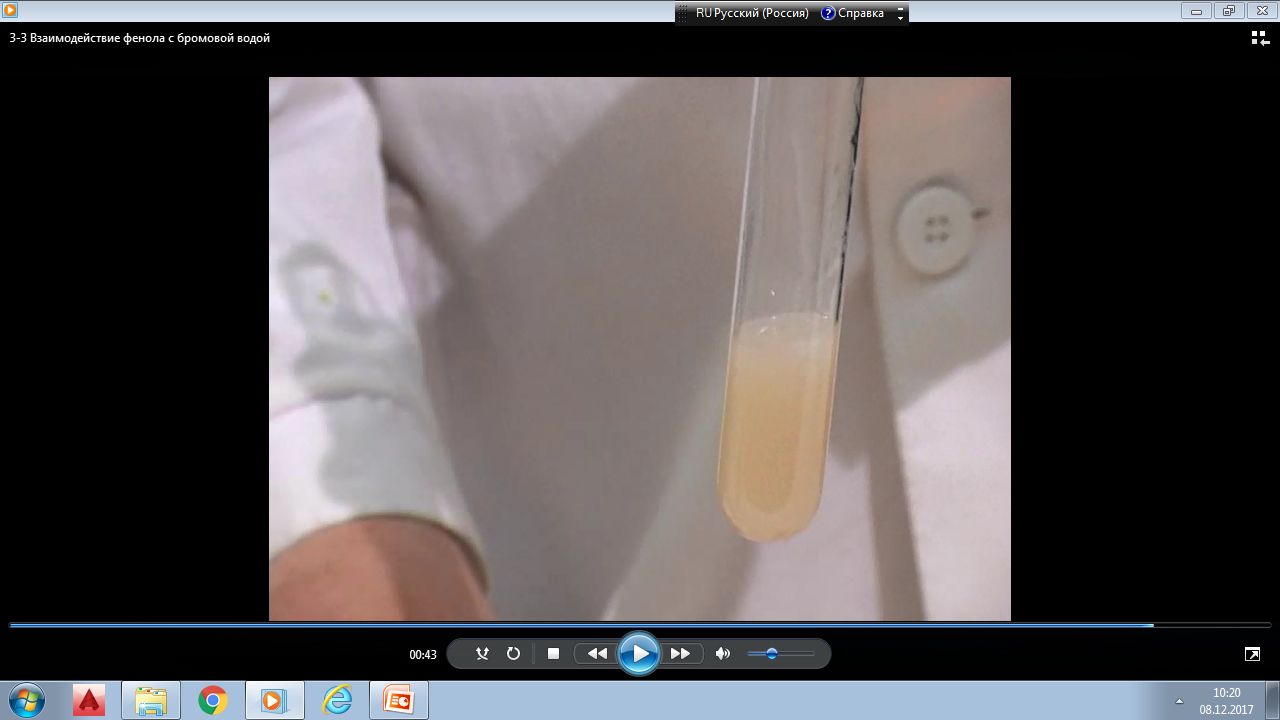 RU Русский (Россия) ? Справка
3-3 Взаимодействие фенола с бромовой водой
00:43
10:20
08.12.2017